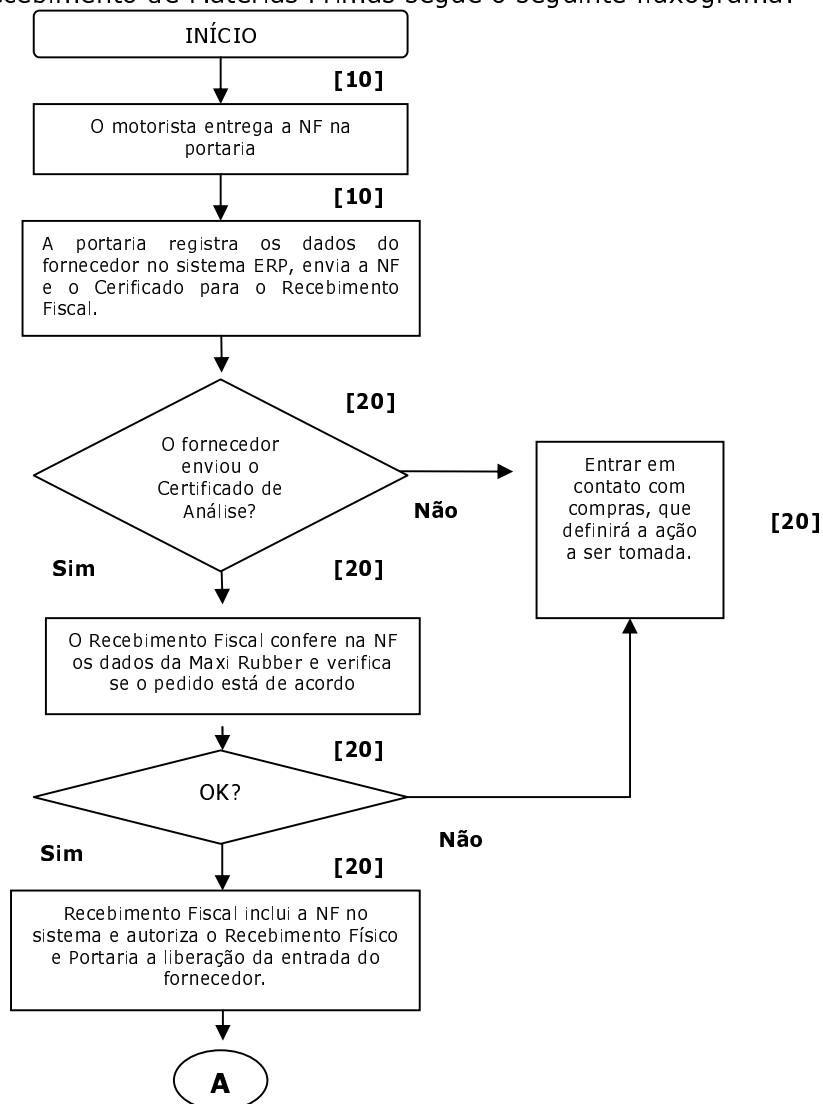 de Matérias Primas segue o seguinte fluxograma:
INÍCIO
[10]
O motorista entrega a NF na
portaria
[10]
A portaria registra os dados do
fornecedor no sistema ERP, envia a NF
e o Cerificado para o Recebimento
Fiscal.
[20]
O fornecedor
enviou o
Certificado de
Análise?
Não
Entrar em
contato com
compras, que
definirá a ação
a ser tomada.
[20]
Sim
[20]
O Recebimento Fiscal confere na NF
os dados da Maxi Rubber e verifica
se o pedido está de acordo
[20]
OK?
Não
Sim
[20]
Recebimento Fiscal inclui a NF no
sistema e autoriza o Recebimento Físico
e Portaria a liberação da entrada do
fornecedor.
A